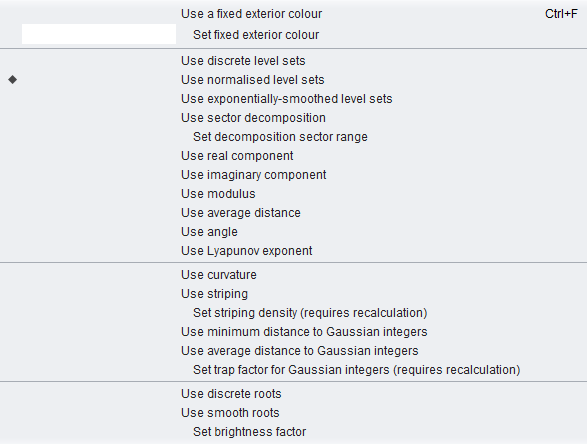 Use a fixed exterior colour Ctrl+F
Set fixed exterior colour
Use discrete level sets
Use normalised level sets
Use exponentially-smoothed level sets
Use sector decomposition
Set decomposition sector range
Use real component
Use imaginary component
Use modulus
Use average distance
Use angle
Use Lyapunov exponent
Use curvature
Use striping
Set striping density (requires recalculation)
Use minimum distance to Gaussian integers
Use average distance to Gaussian integers
Set trap factor for Gaussian integers (requires recalculation)
Use discrete roots
Use smooth roots
Set brightness factor